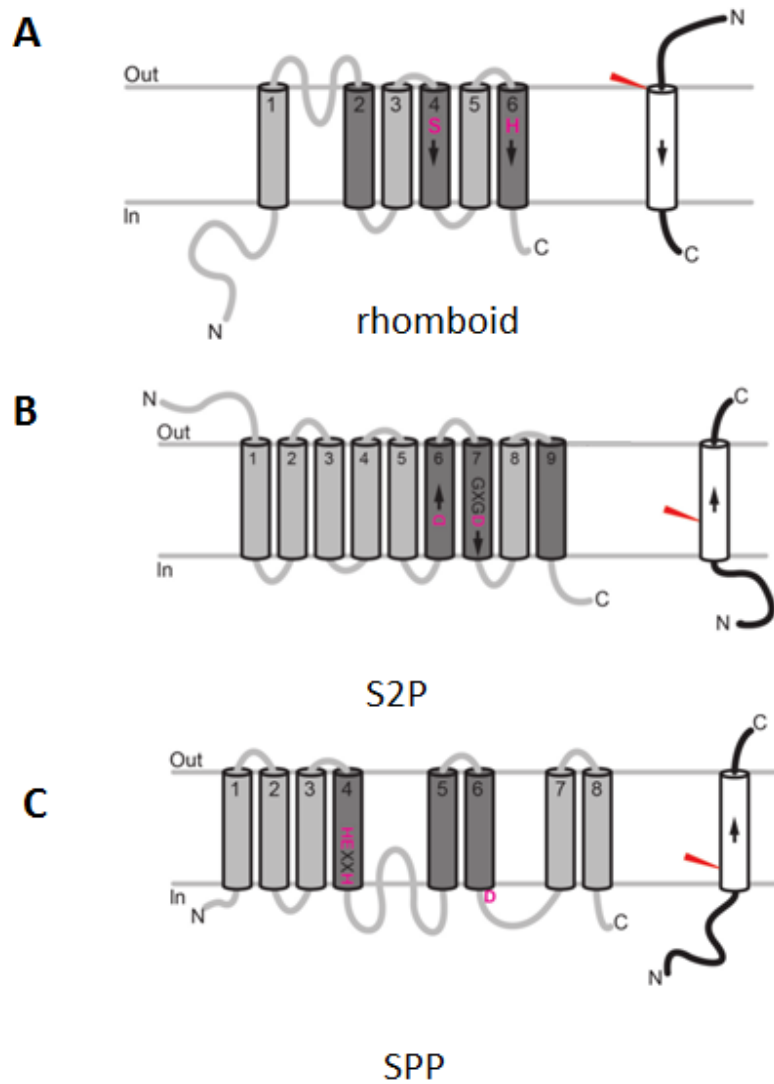 A
N
Out
1 2 3 4 5 6
S H
In
C C
N
rhomboid
B
N C
Out
1 2 3 4 5 6 7 8 9
D GXGD
In
C
N
S2P
C
Out
C
1 2 3 4 5 6 7 8
HEXXH
In
N D C
N
SPP